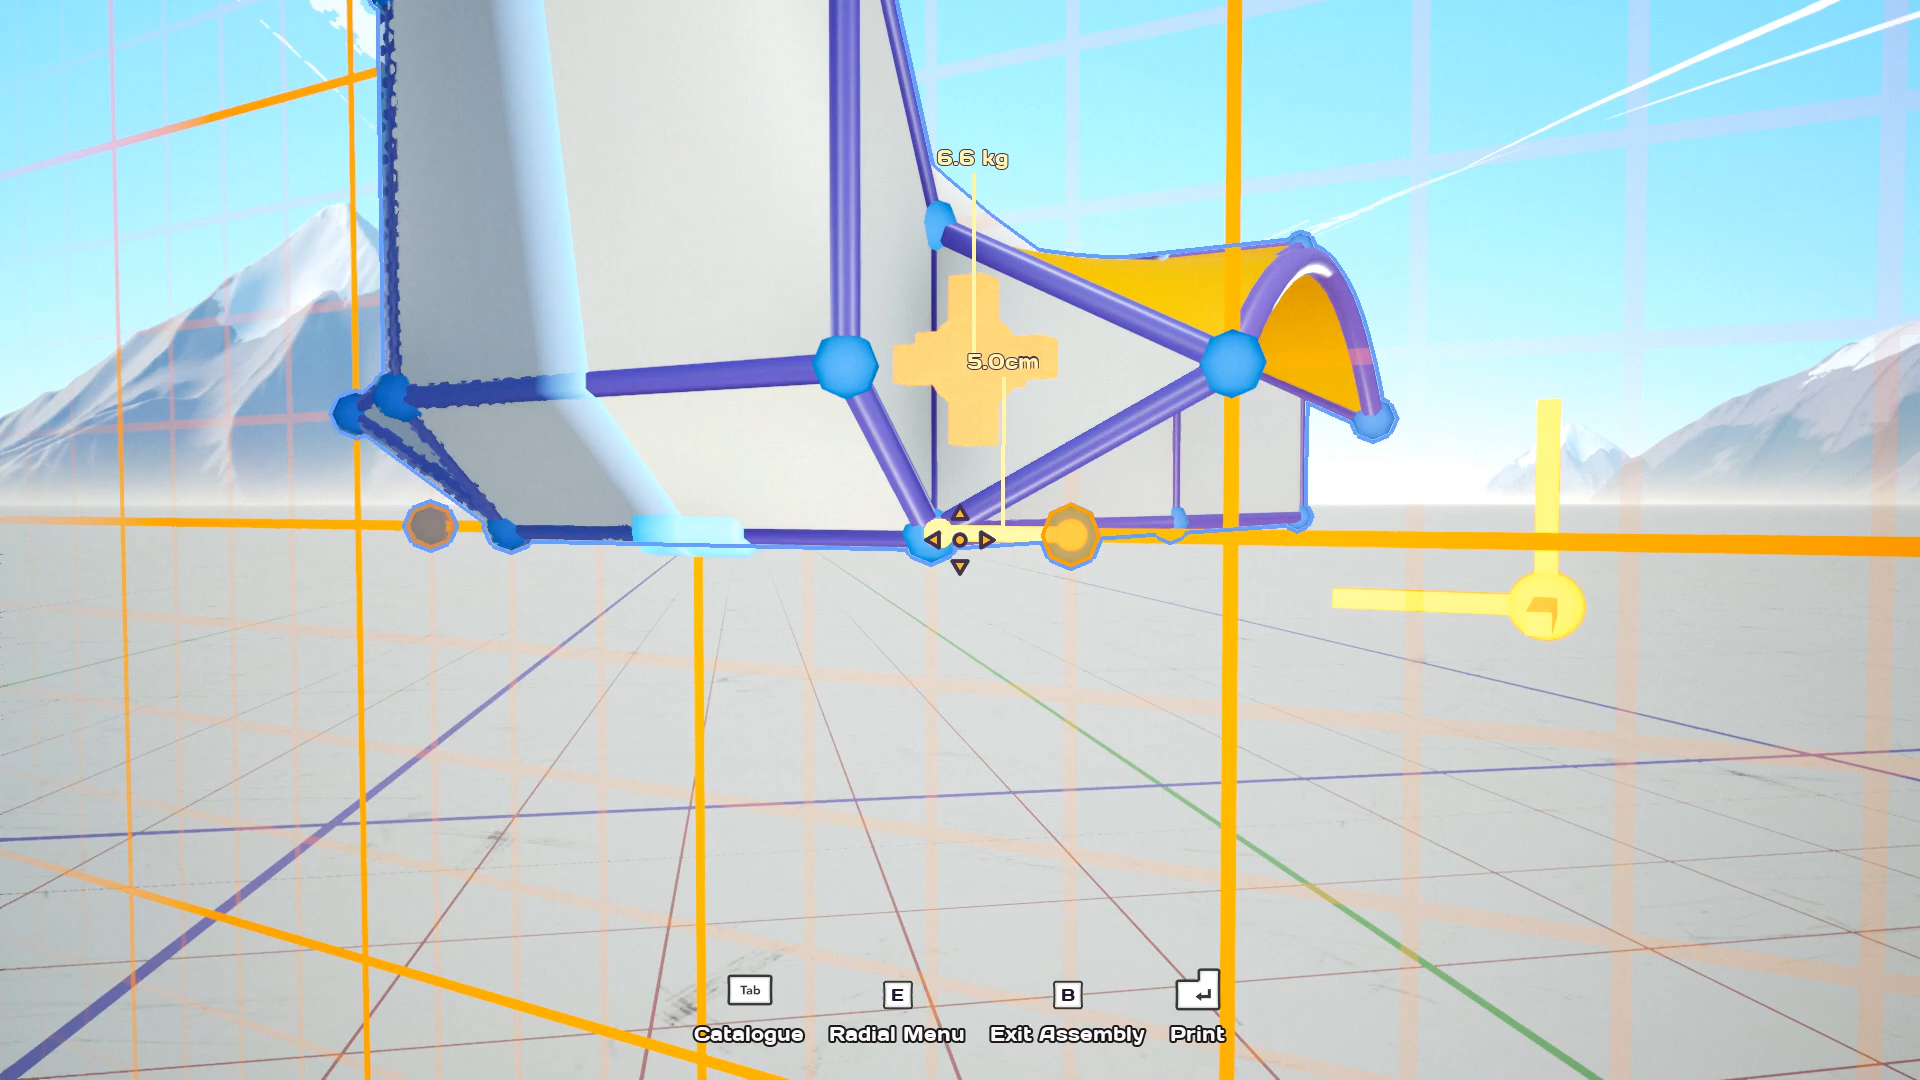 6.6 kg
5.0cm
Tab
E
B
Catalogue
Radial Menu
Exit Assembly
Print